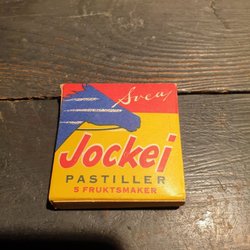 Svea
Jockei
PASTILLER
5 FRUKTSMAKER